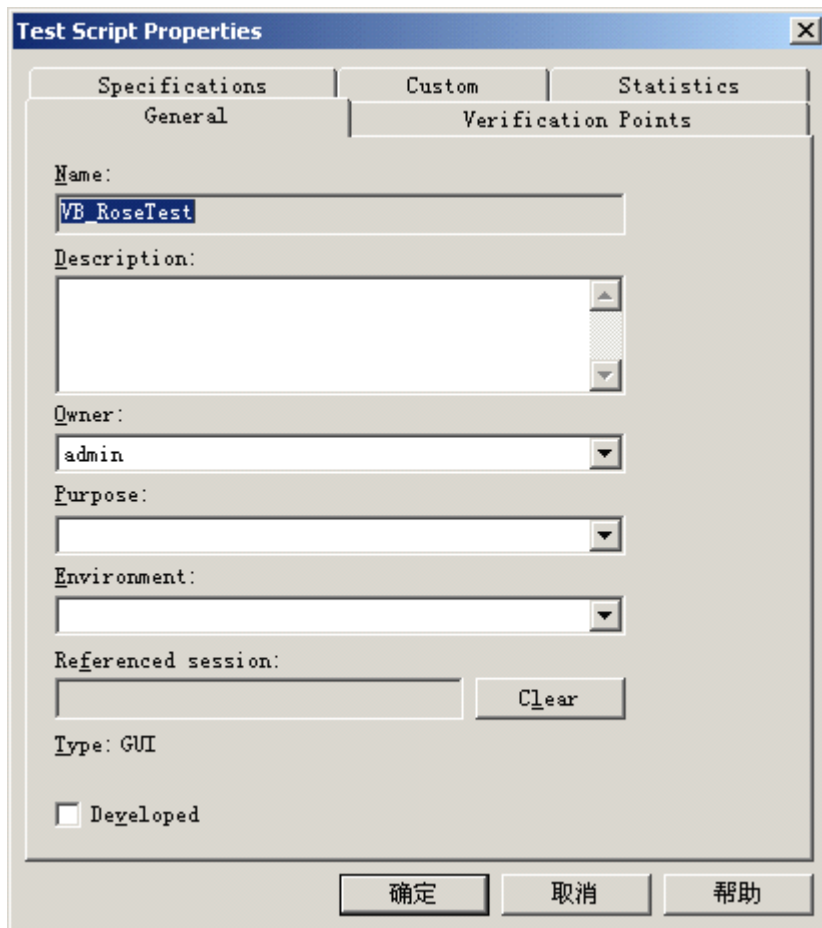 Test Script Properties
Specifications Custom Statistics
General Verification Points
Name:
VB_RoseTest
Description:
Owner:
admin
Purpose:
Environment:
Referenced session:
Clear
Type: GUI
Developed
确定 取消 帮助